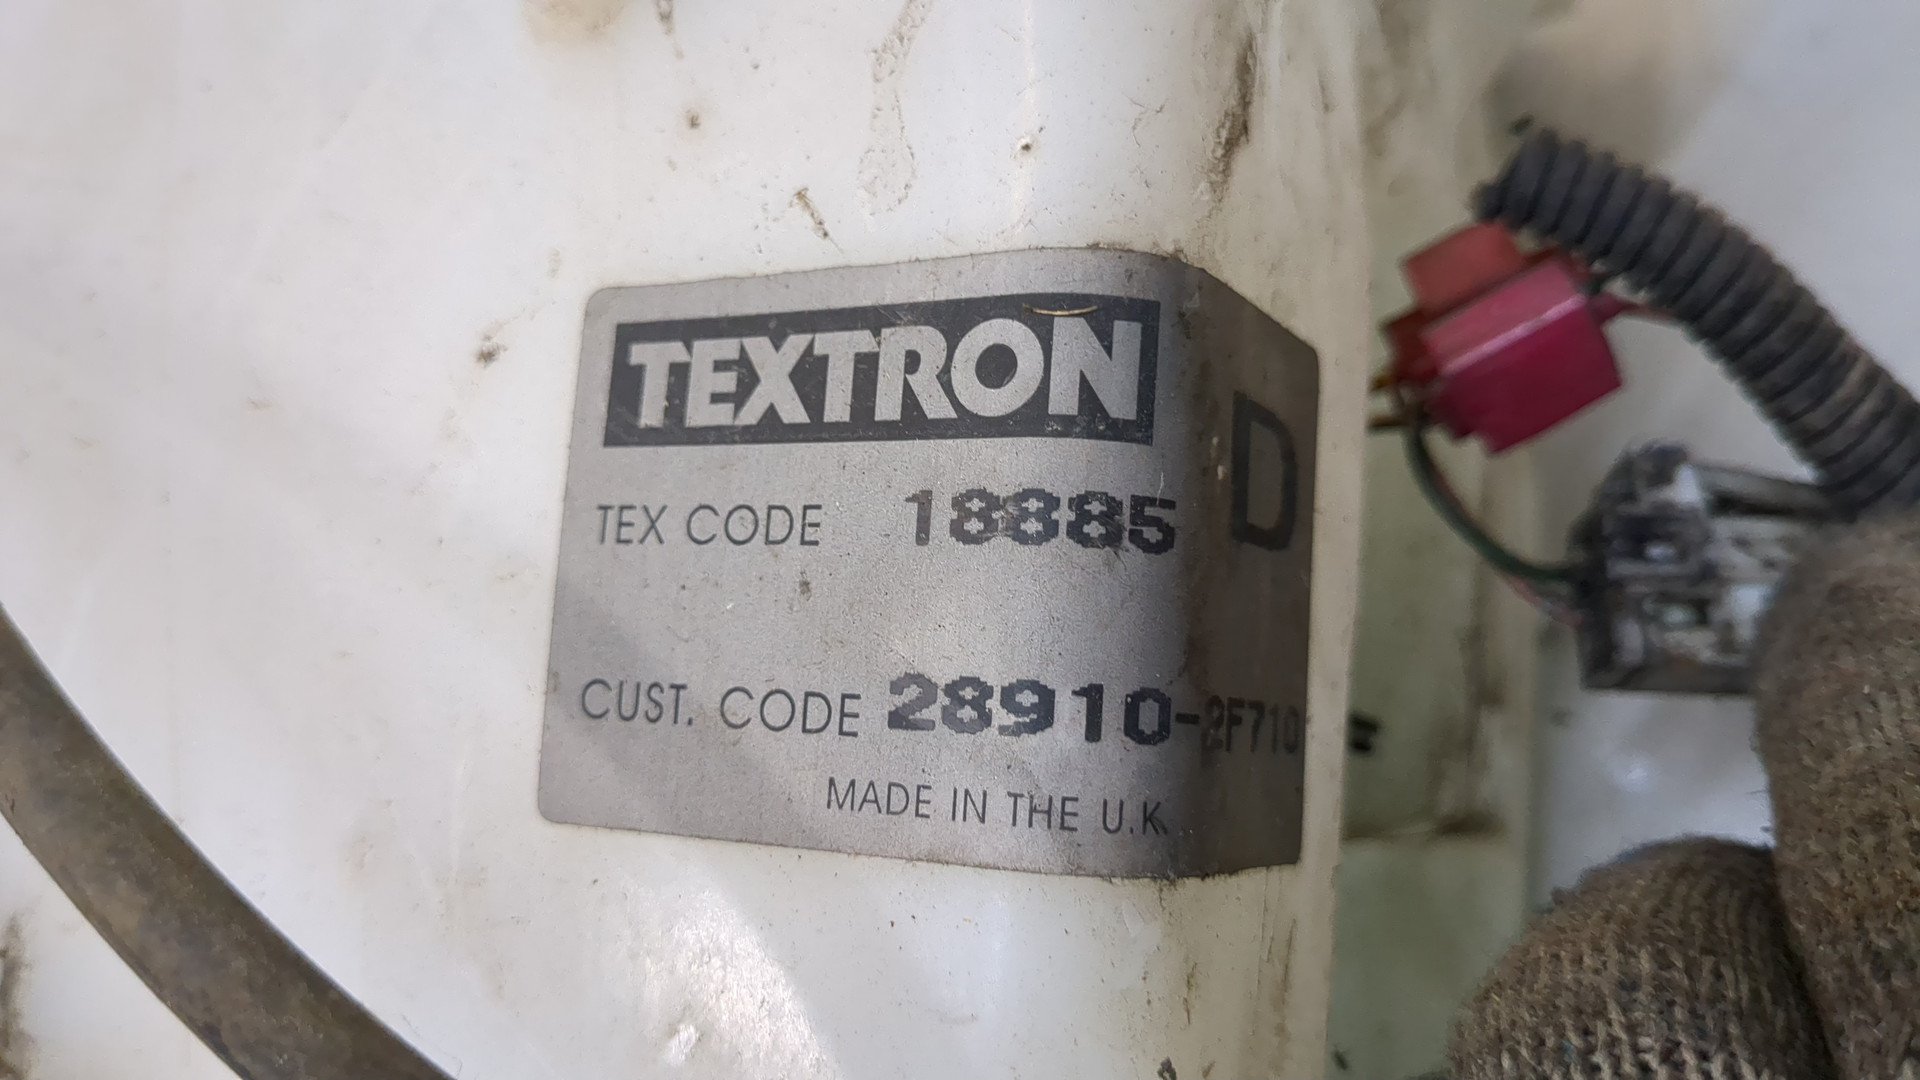 TEXTRON
D
TEX CODE 18885
CUST. CODE 28910-2F710
MADE IN THE U.K.